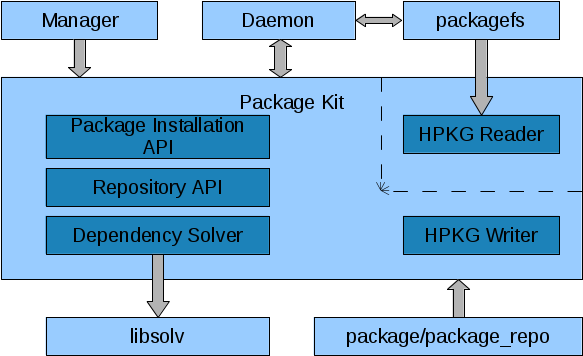 Manager
Daemon
packagefs
Package Kit
Package Installation
API
HPKG Reader
Repository API
Dependency Solver
HPKG Writer
libsolv
package/package_repo